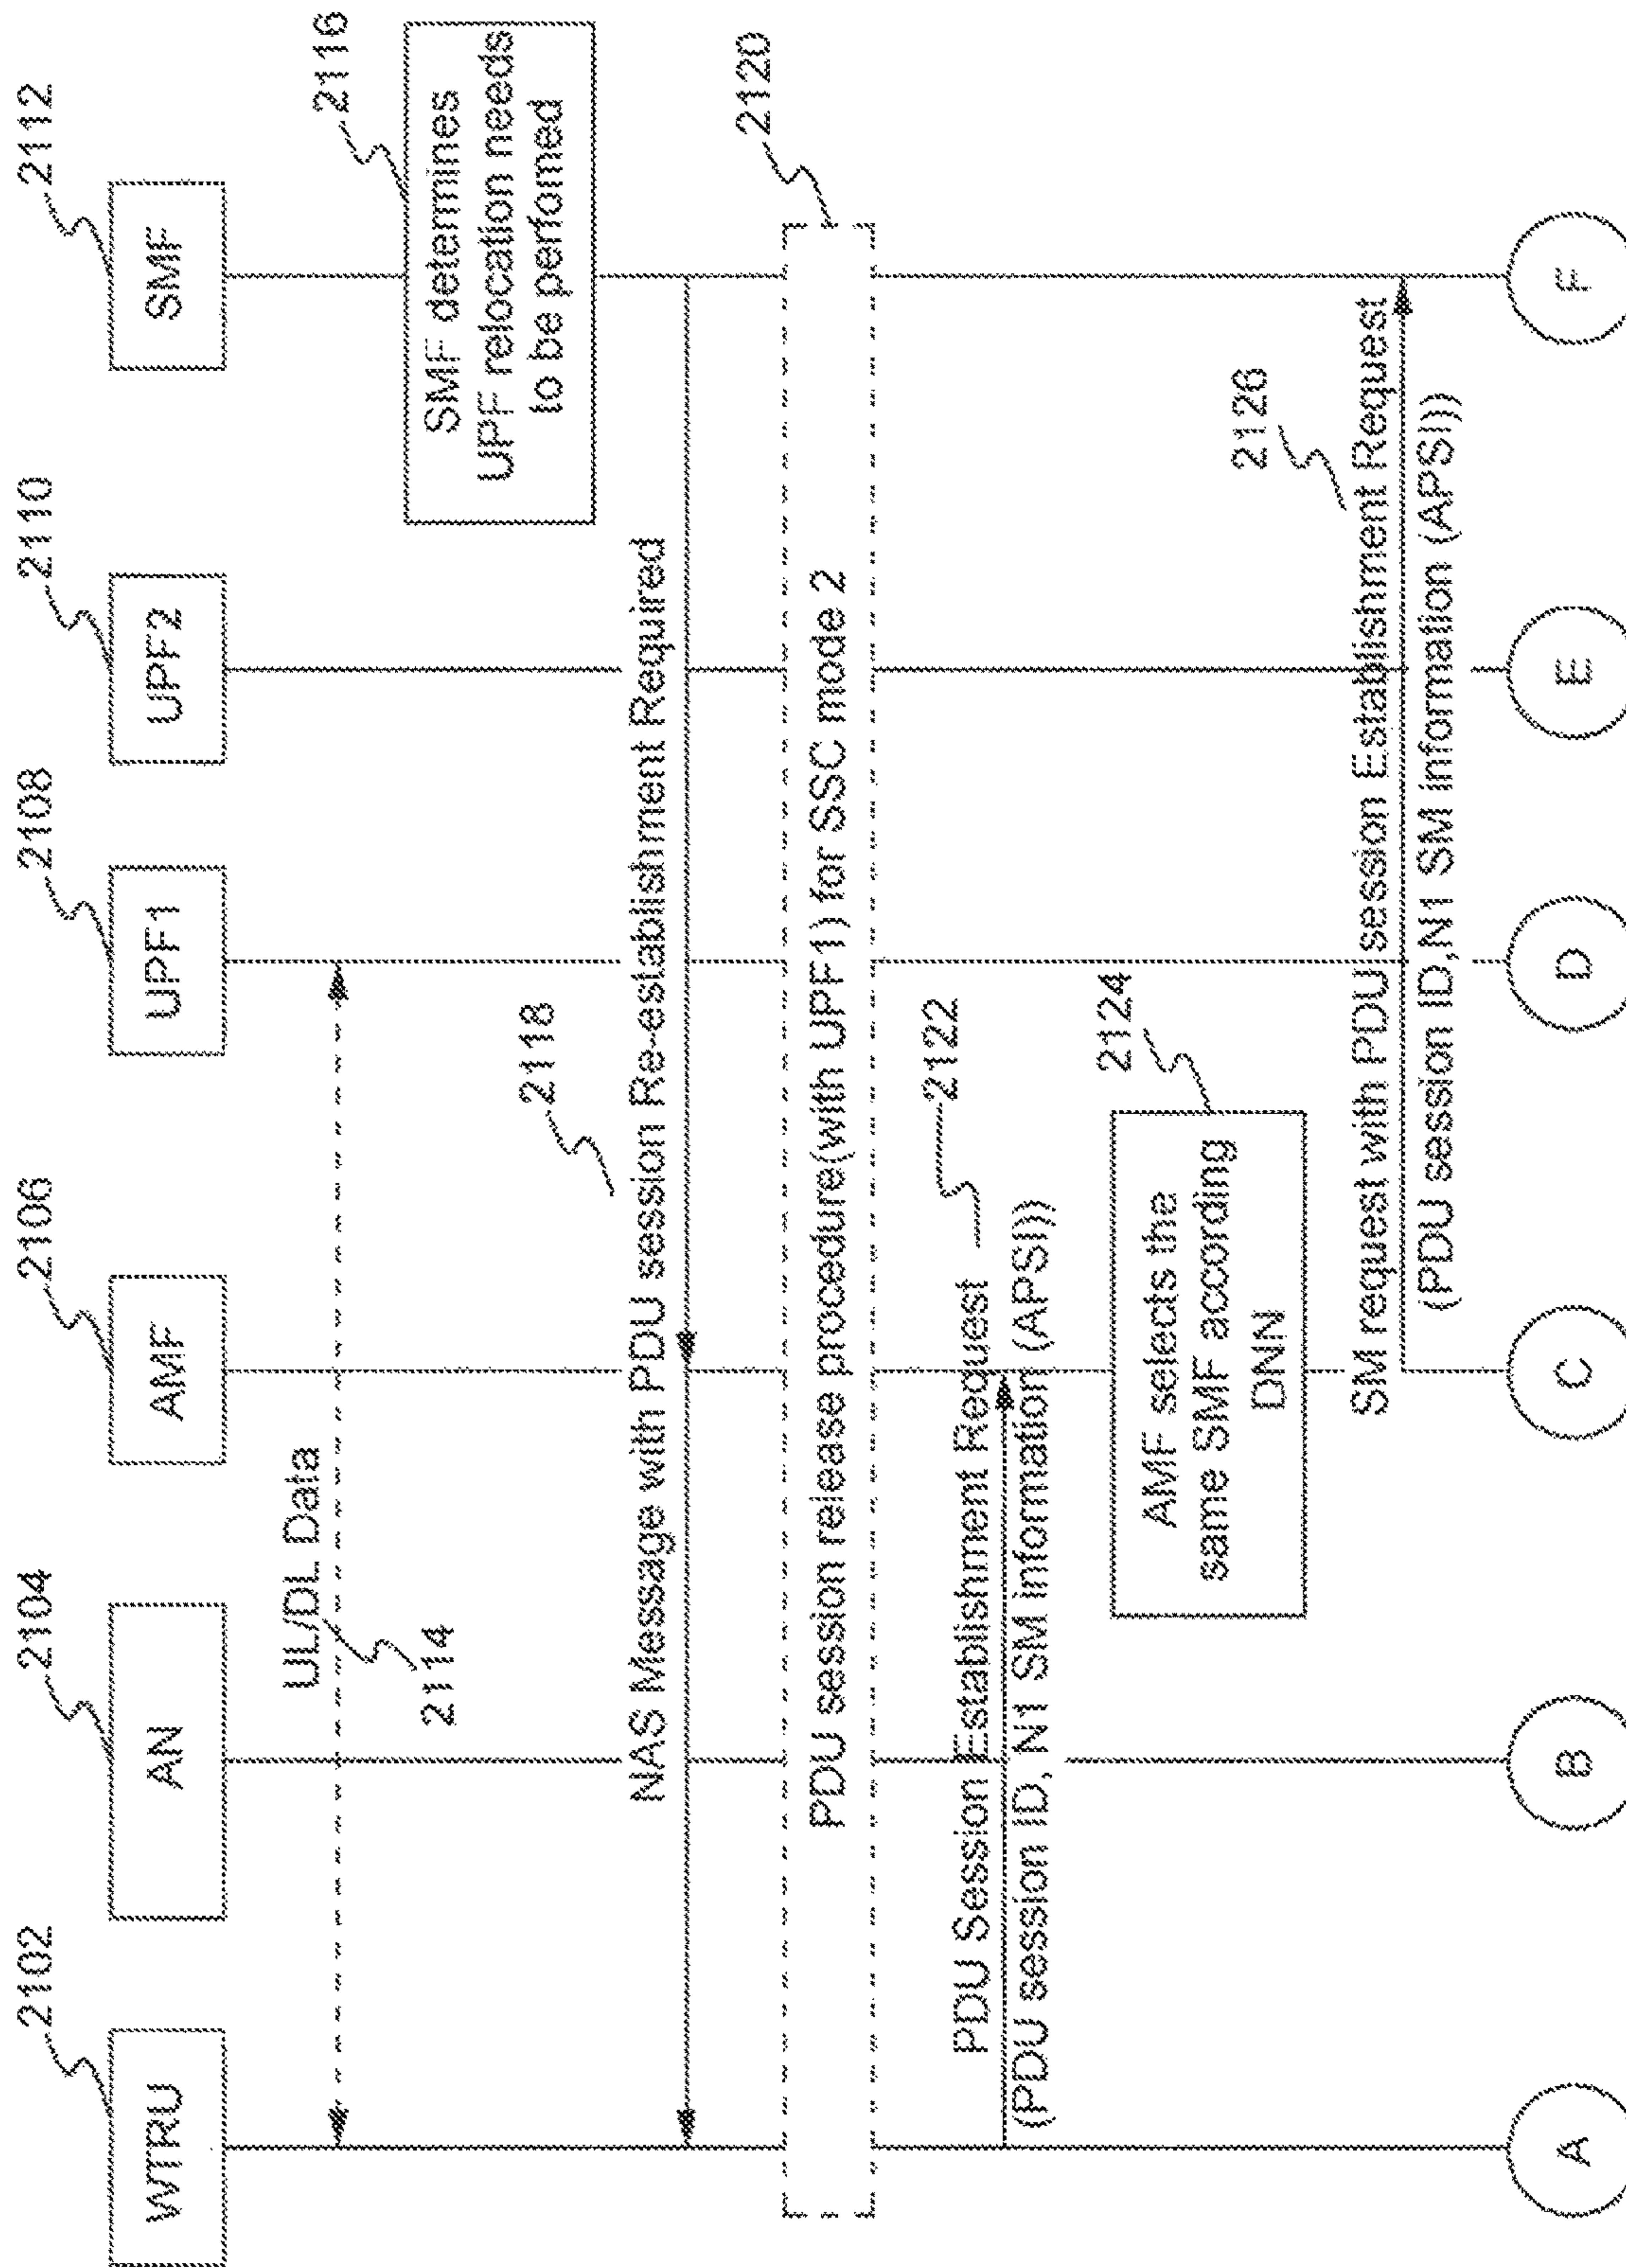 2102
2104
2106
2108
2110
2112
WTRU
AN
AMF
UPF1
UPF2
SMF
UL/DL Data
2114
2116
SMF determines
UPF relocation needs
to be perfomed
2118
NAS Message with PDU session Re-establishment Required
2120
PDU session release procedure(with UPF1) for SSC mode 2
2122
PDU Session Establishment Request
(PDU session ID, N1 SM information (APSI))
2124
AMF selects the
same SMF according
DNN
2126
SM request with PDU session Establishment Request
(PDU session ID,N1 SM information (APSI))
A
B
C
D
E
F